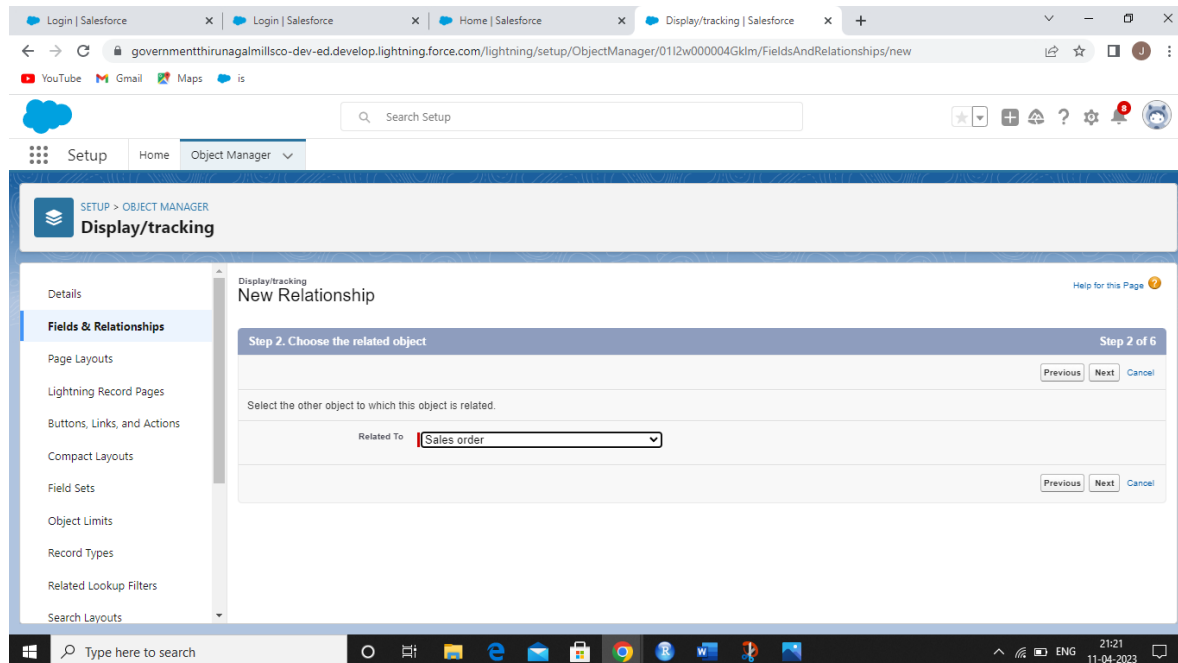 Login | Salesforce
Login | Salesforce
Home | Salesforce
Display/tracking | Salesforce
governmentthirunagalmillsco-dev-ed.develop.lightning.force.com/lightning/setup/ObjectManager/01I2w000004Gklm/FieldsAndRelationships/new
J
YouTube
Gmail
Maps
is
Search Setup
8
Setup
Home
Object Manager
SETUP > OBJECT MANAGER
Display/tracking
Details
Fields & Relationships
Page Layouts
Lightning Record Pages
Buttons, Links, and Actions
Compact Layouts
Field Sets
Object Limits
Record Types
Related Lookup Filters
Search Layouts
Display/tracking
New Relationship
Help for this Page
Step 2. Choose the related object
Step 2 of 6
Previous Next Cancel
Select the other object to which this object is related.
Related To Sales order
Previous Next Cancel
Type here to search
ENG
21:21
11-04-2023